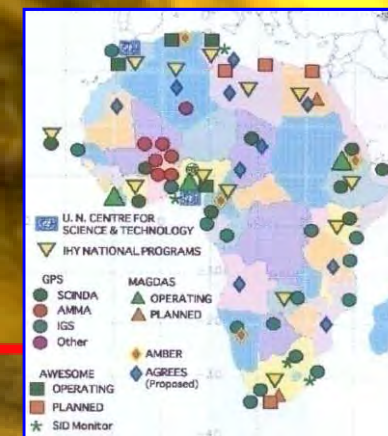 U. N. CENTRE FOR
SCIENCE & TECHNOLOGY
IHY NATIONAL PROGRAMS
GPS
SCINDA
AMMA
IGS
Other
AWESOME
OPERATING
PLANNED
SID Monitor
MAGDAS
OPERATING
PLANNED
AMBER
AGREES
(Proposed)